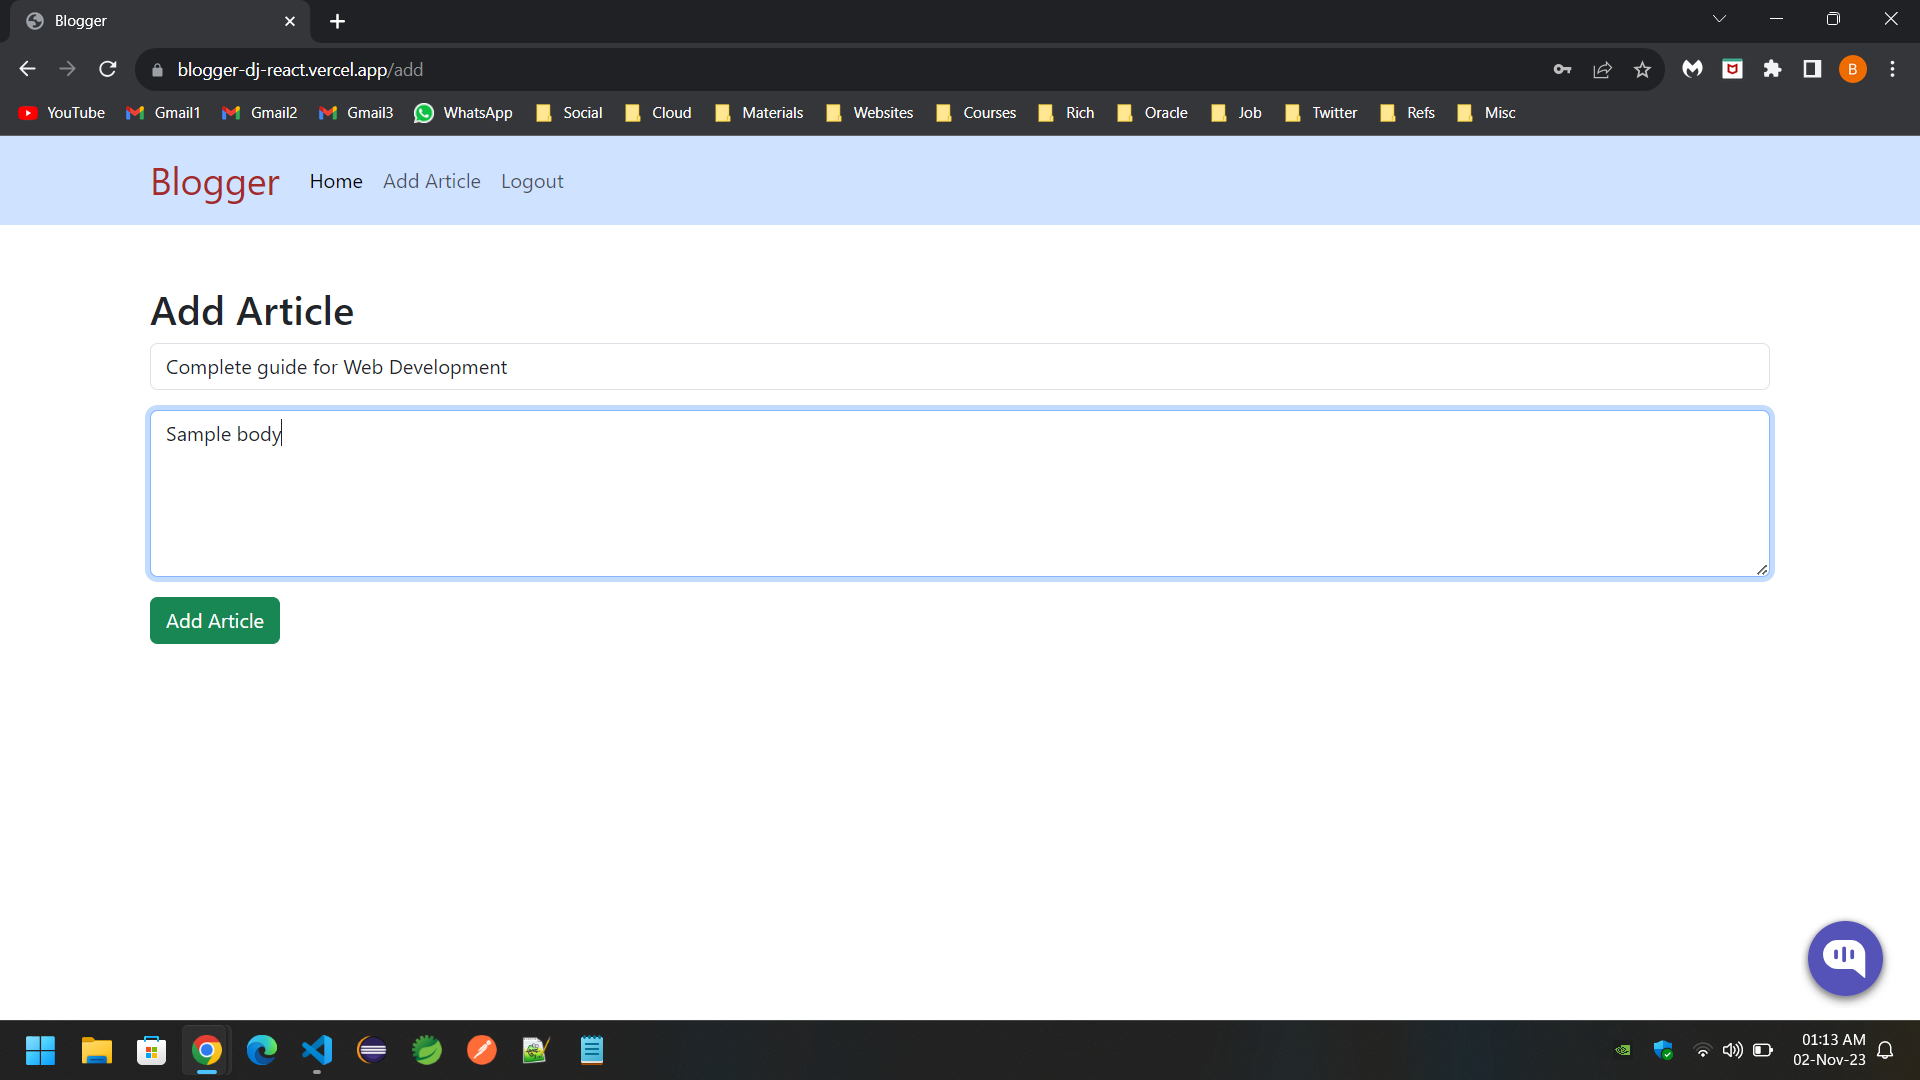 Blogger
blogger-dj-react.vercel.app/add
B
YouTube Gmail1 Gmail2 Gmail3 WhatsApp Social Cloud Materials Websites Courses Rich Oracle Job Twitter Refs Misc
Blogger Home Add Article Logout
Add Article
Complete guide for Web Development
Sample body
Add Article
01:13 AM
02-Nov-23